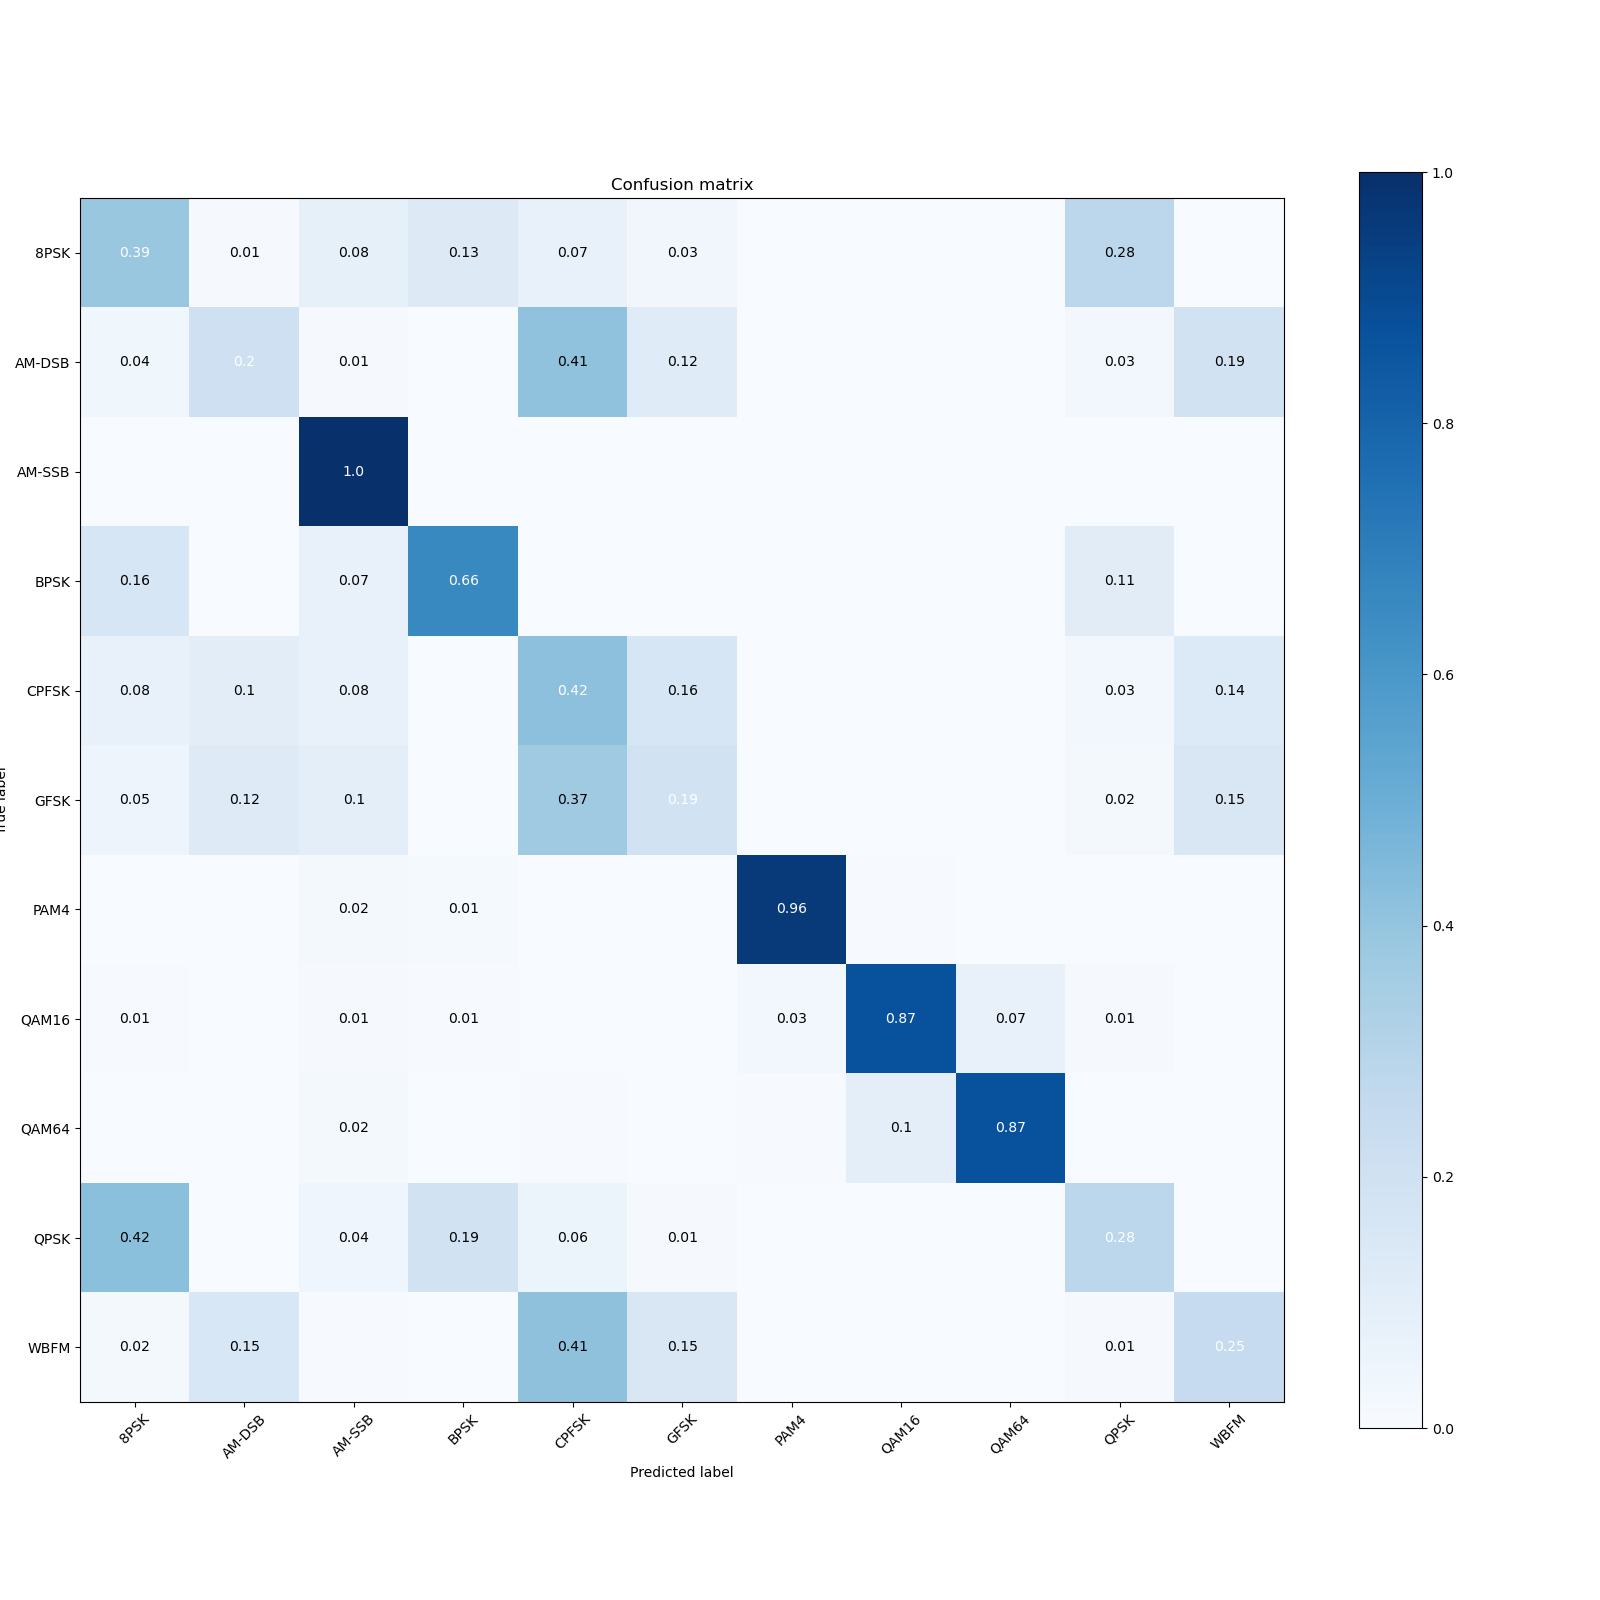 Confusion matrix
1.0
8PSK 0.39 0.01 0.08 0.13 0.07 0.03 0.28
AM-DSB 0.04 0.2 0.01 0.41 0.12 0.03 0.19
0.8
AM-SSB 1.0
BPSK 0.16 0.07 0.66 0.11
0.6
CPFSK 0.08 0.1 0.08 0.42 0.16 0.03 0.14
GFSK 0.05 0.12 0.1 0.37 0.19 0.02 0.15
True label
PAM4 0.02 0.01 0.96
0.4
QAM16 0.01 0.01 0.01 0.03 0.87 0.07 0.01
QAM64 0.02 0.1 0.87
0.2
QPSK 0.42 0.04 0.19 0.06 0.01 0.28
WBFM 0.02 0.15 0.41 0.15 0.01 0.25
0.0
8PSK AM-DSB AM-SSB BPSK CPFSK GFSK PAM4 QAM16 QAM64 QPSK WBFM
Predicted label